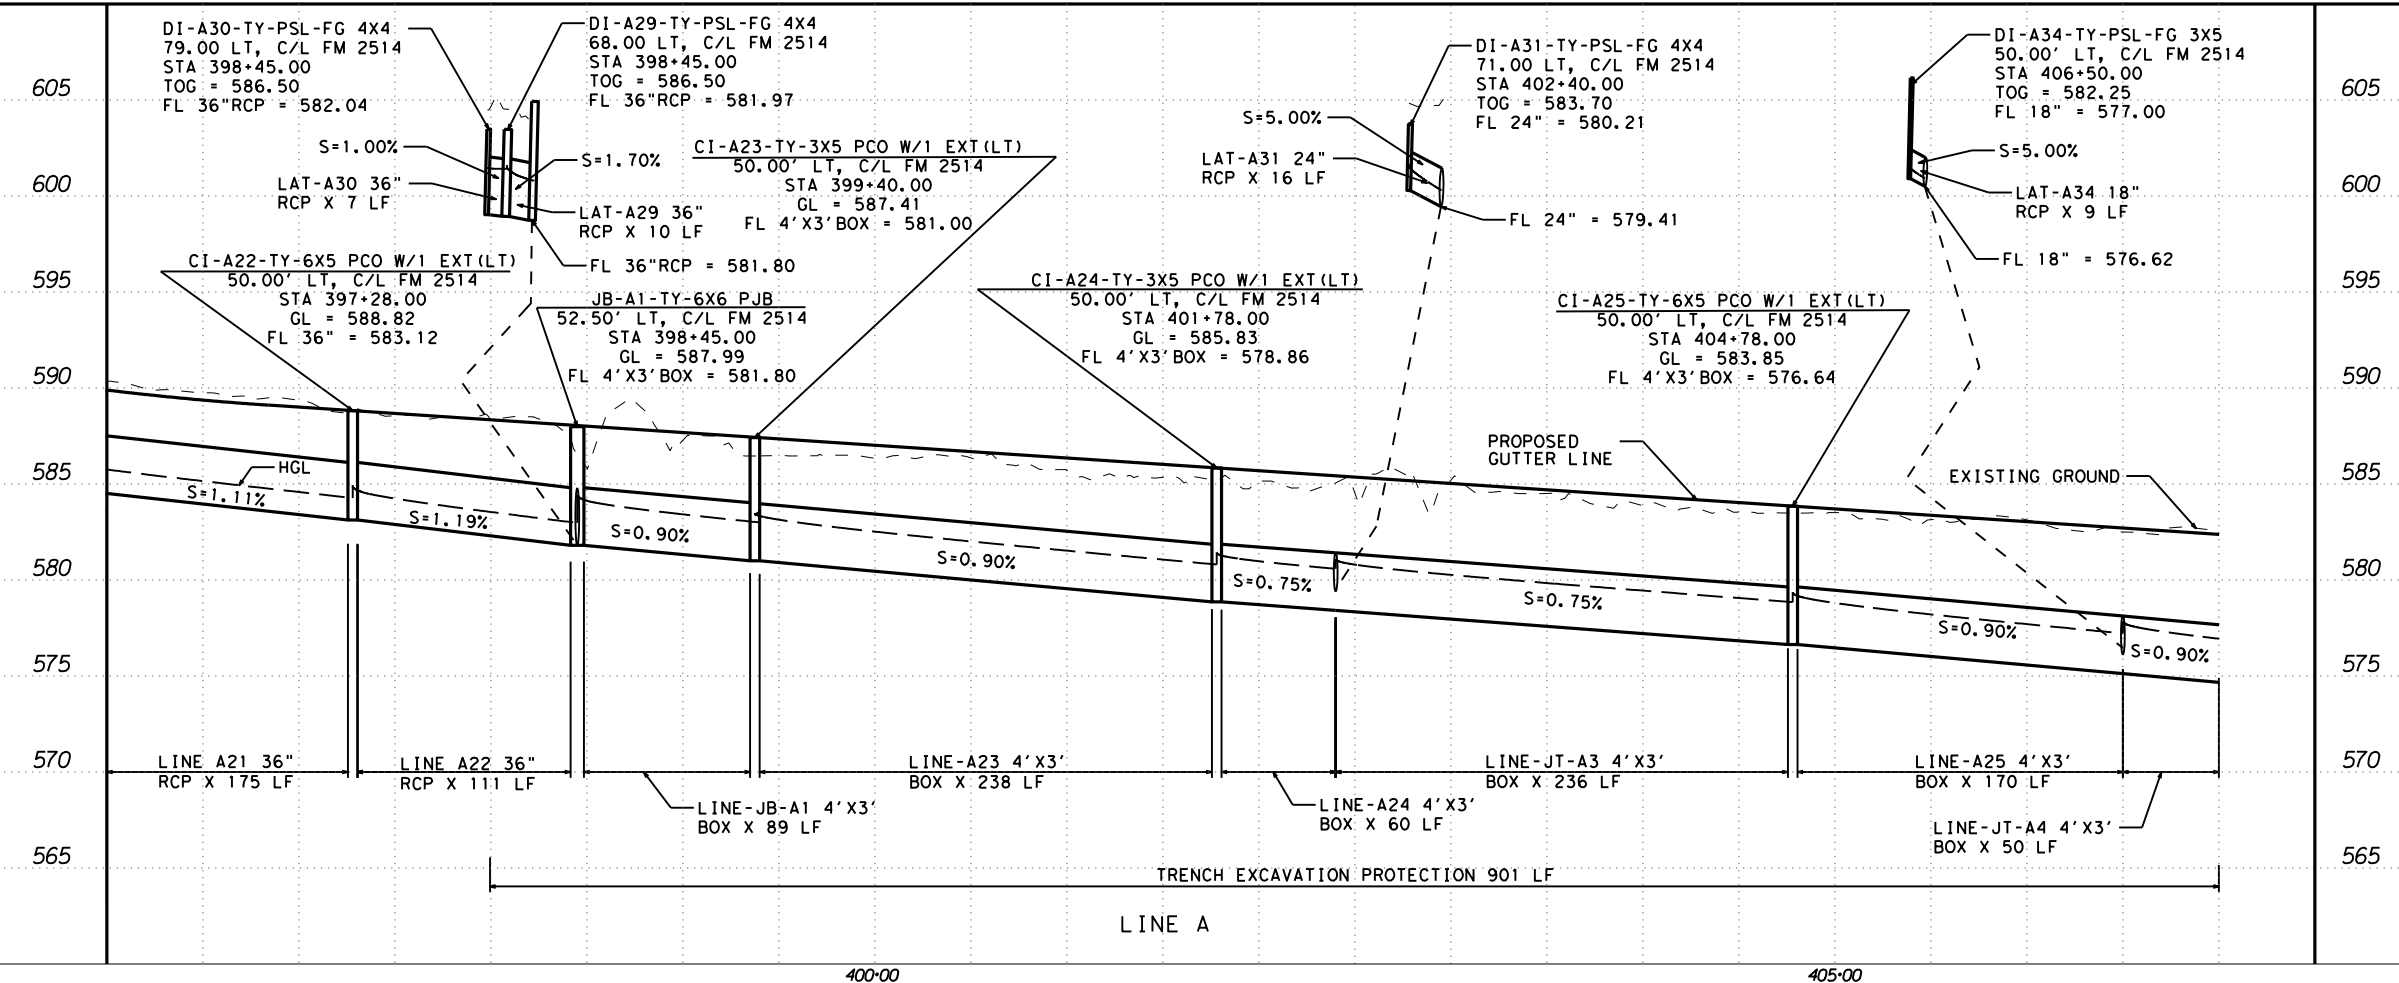 DI-A30-TY-PSL-FG 4X4
79.00 LT, C/L FM 2514
STA 398+45.00
TOG = 586.50
FL 36"RCP = 582.04
DI-A29-TY-PSL-FG 4X4
68.00 LT, C/L FM 2514
STA 398+45.00
TOG = 586.50
FL 36"RCP = 581.97
DI-A31-TY-PSL-FG 4X4
71.00 LT, C/L FM 2514
STA 402+40.00
TOG = 583.70
FL 24" = 580.21
DI-A34-TY-PSL-FG 3X5
50.00' LT, C/L FM 2514
STA 406+50.00
TOG = 582.25
FL 18" = 577.00
605
605
S=1.00%
S=1.70%
LAT-A30 36"
RCP X 7 LF
LAT-A29 36"
RCP X 10 LF
FL 36"RCP = 581.80
CI-A23-TY-3X5 PCO W/1 EXT(LT)
50.00' LT, C/L FM 2514
STA 399+40.00
GL = 587.41
FL 4'X3'BOX = 581.00
S=5.00%
LAT-A31 24"
RCP X 16 LF
FL 24" = 579.41
S=5.00%
LAT-A34 18"
RCP X 9 LF
FL 18" = 576.62
600
600
CI-A22-TY-6X5 PCO W/1 EXT(LT)
50.00' LT, C/L FM 2514
STA 397+28.00
GL = 588.82
FL 36" = 583.12
JB-A1-TY-6X6 PJB
52.50' LT, C/L FM 2514
STA 398+45.00
GL = 587.99
FL 4'X3'BOX = 581.80
CI-A24-TY-3X5 PCO W/1 EXT(LT)
50.00' LT, C/L FM 2514
STA 401+78.00
GL = 585.83
FL 4'X3'BOX = 578.86
CI-A25-TY-6X5 PCO W/1 EXT(LT)
50.00' LT, C/L FM 2514
STA 404+78.00
GL = 583.85
FL 4'X3'BOX = 576.64
595
595
590
590
PROPOSED
GUTTER LINE
EXISTING GROUND
585
585
HGL
S=1.11%
S=1.19%
S=0.90%
S=0.90%
S=0.75%
S=0.75%
S=0.90%
S=0.90%
580
580
575
575
570
570
LINE A21 36"
RCP X 175 LF
LINE A22 36"
RCP X 111 LF
LINE-JB-A1 4'X3'
BOX X 89 LF
LINE-A23 4'X3'
BOX X 238 LF
LINE-A24 4'X3'
BOX X 60 LF
LINE-JT-A3 4'X3'
BOX X 236 LF
LINE-A25 4'X3'
BOX X 170 LF
LINE-JT-A4 4'X3'
BOX X 50 LF
565
565
TRENCH EXCAVATION PROTECTION 901 LF
LINE A
400+00
405+00